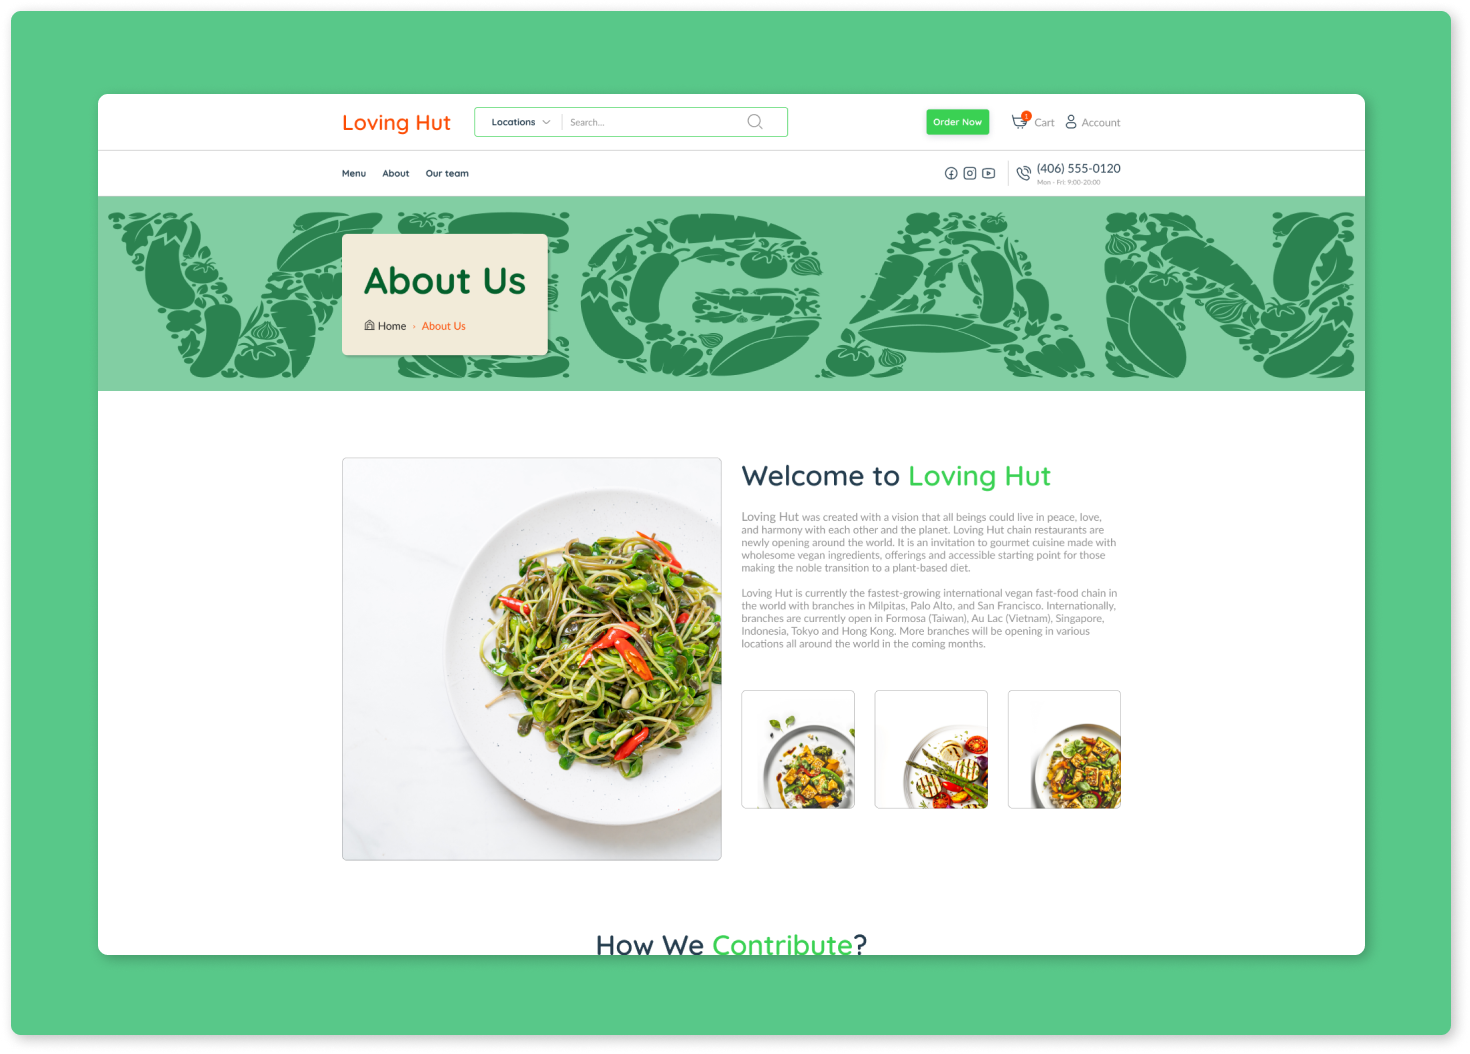 Loving Hut
Locations
Search...
Order Now
1
Cart
Account
Menu
About
Our team
(406) 555-0120
Mon - Fri: 9:00-20:00
VEGAN
About Us
Home › About Us
Welcome to Loving Hut
Loving Hut was created with a vision that all beings could live in peace, love,
and harmony with each other and the planet. Loving Hut chain restaurants are
newly opening around the world. It is an invitation to gourmet cuisine made with
wholesome vegan ingredients, offerings and accessible starting point for those
making the noble transition to a plant-based diet.
Loving Hut is currently the fastest-growing international vegan fast-food chain in
the world with branches in Milpitas, Palo Alto, and San Francisco. Internationally,
branches are currently open in Formosa (Taiwan), Au Lac (Vietnam), Singapore,
Indonesia, Tokyo and Hong Kong. More branches will be opening in various
locations all around the world in the coming months.
How We Contribute?